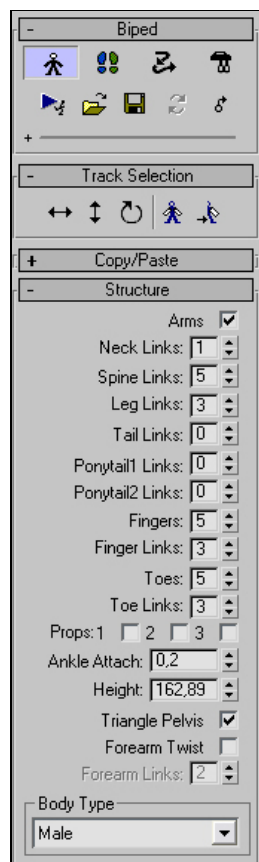 - Biped
+
- Track Selection
+ Copy/Paste
- Structure
Arms
Neck Links: 1
Spine Links: 5
Leg Links: 3
Tail Links: 0
Ponytail1 Links: 0
Ponytail2 Links: 0
Fingers: 5
Finger Links: 3
Toes: 5
Toe Links: 3
Props: 1 2 3
Ankle Attach: 0,2
Height: 162,89
Triangle Pelvis
Forearm Twist
Forearm Links: 2
Body Type
Male